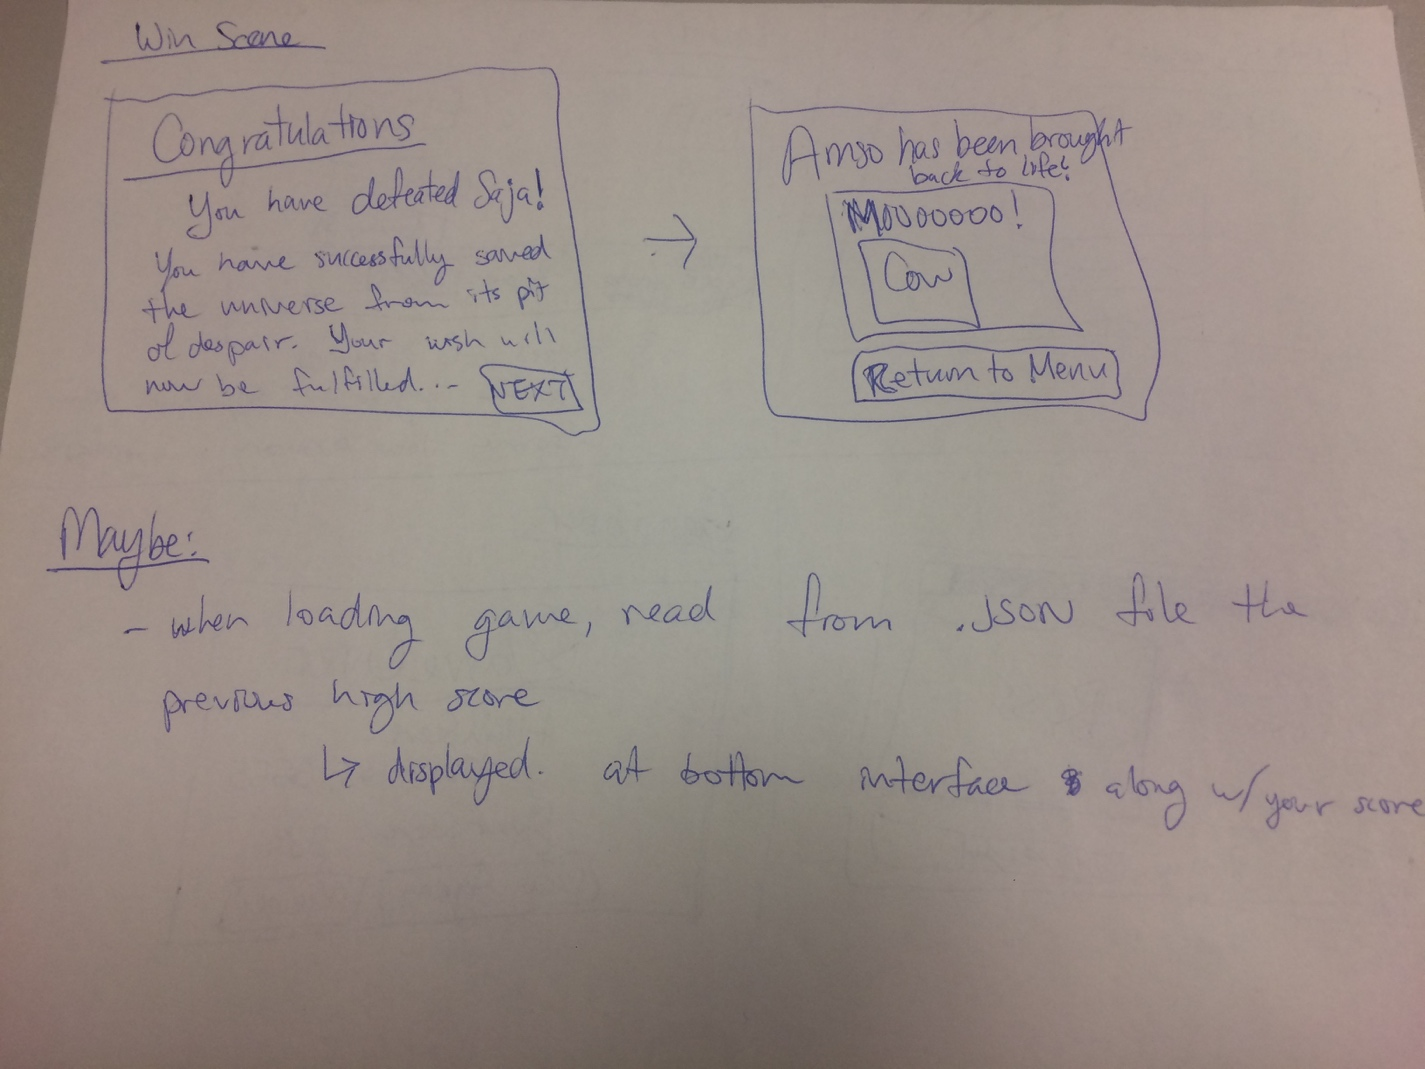 Win Scene
Congratulations
You have defeated Saja!
You have successfully saved
the universe from its pit
of despair. Your wish will
now be fulfilled...
NEXT
Amso has been brought
back to life!
Moooooooo!
Cow
Return to Menu
Maybe:
- when loading game, read from .JSON file the
previous high score
↳ displayed. at bottom interface along w/ your score